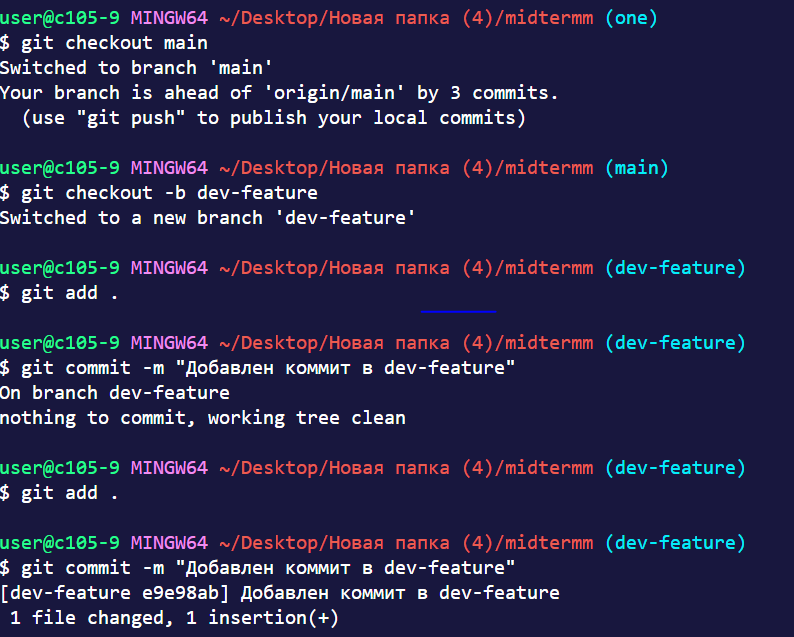 user@c105-9 MINGW64 ~/Desktop/Новая папка (4)/midtermm (one)
$ git checkout main
Switched to branch 'main'
Your branch is ahead of 'origin/main' by 3 commits.
  (use "git push" to publish your local commits)

user@c105-9 MINGW64 ~/Desktop/Новая папка (4)/midtermm (main)
$ git checkout -b dev-feature
Switched to a new branch 'dev-feature'

user@c105-9 MINGW64 ~/Desktop/Новая папка (4)/midtermm (dev-feature)
$ git add .

user@c105-9 MINGW64 ~/Desktop/Новая папка (4)/midtermm (dev-feature)
$ git commit -m "Добавлен коммит в dev-feature"
On branch dev-feature
nothing to commit, working tree clean

user@c105-9 MINGW64 ~/Desktop/Новая папка (4)/midtermm (dev-feature)
$ git add .

user@c105-9 MINGW64 ~/Desktop/Новая папка (4)/midtermm (dev-feature)
$ git commit -m "Добавлен коммит в dev-feature"
[dev-feature e9e98ab] Добавлен коммит в dev-feature
 1 file changed, 1 insertion(+)